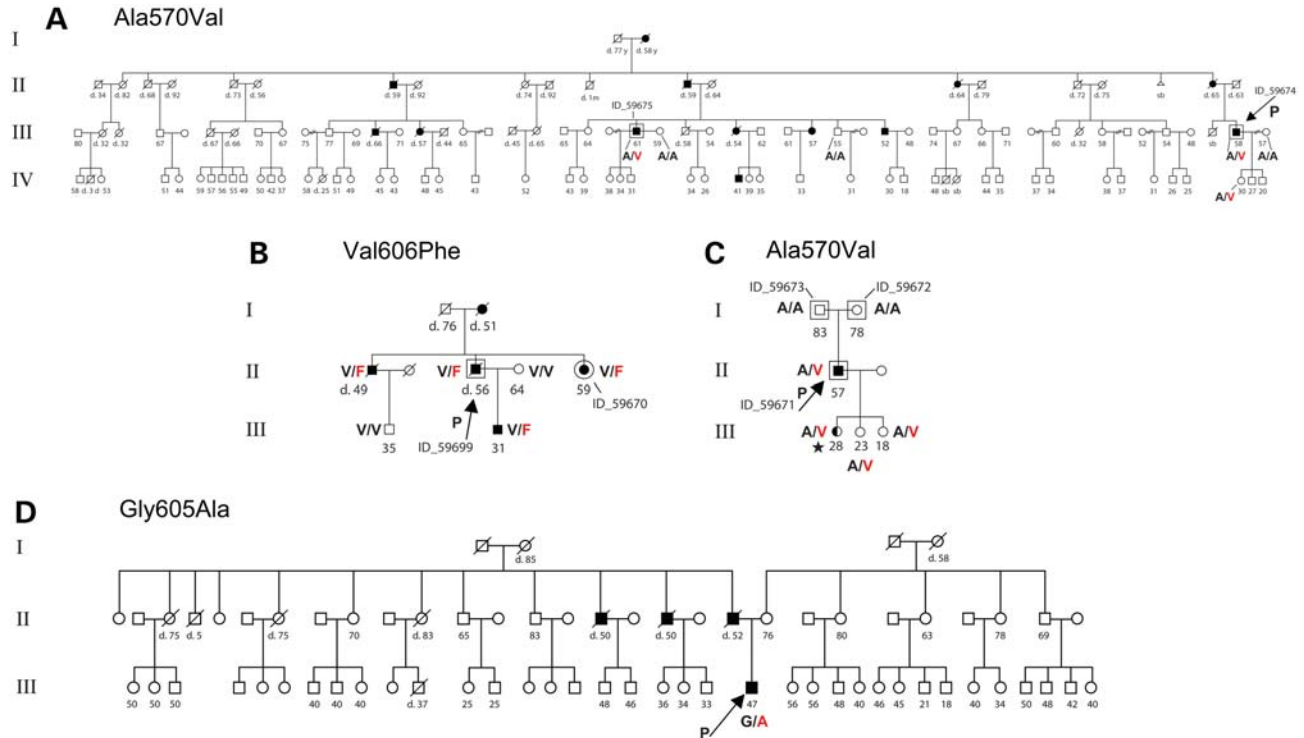 A Ala570Val
I
d. 77 y d. 58 y
II
d. 34 d. 82 d. 68 d. 92 d. 73 d. 56 d. 59 d. 92 d. 74 d. 92 d. 1m d. 59 d. 64 d. 64 d. 79 d. 72 d. 75 sb d. 65 d. 63
ID_59675 ID_59674
P
III
80 d. 32 d. 32 67 d. 67 d. 66 70 67 75 77 69 d. 66 71 d. 57 d. 44 65 d. 45 d. 65 65 64 61 59 d. 58 54 d. 54 62 61 57 55 52 48 74 67 66 71 60 d. 32 58 52 54 48 sb 58 57
A/V A/A A/A A/V A/A
IV
58 d. 3 d 53 51 44 59 57 56 55 49 50 42 37 58 d. 25 51 49 45 43 48 45 43 52 43 39 38 34 31 34 26 41 39 35 33 31 30 18 48 sb sb 44 35 37 34 38 37 31 26 25 30 27 20
A/V
B Val606Phe
I
d. 76 d. 51
II
V/F V/F V/V V/F
d. 49 d. 56 64 59
P ID_59670
III
V/V V/F
35 ID_59699 31
C Ala570Val
ID_59673 ID_59672
I
A/A A/A
83 78
II
A/V
P 57
ID_59671
III
A/V 28 23 18 A/V
A/V
D Gly605Ala
I
d. 85 d. 58
II
d. 75 d. 5 d. 75 70 d. 83 65 83 d. 50 d. 50 d. 52 76 80 63 78 69
III
50 50 50 40 40 40 d. 37 25 25 48 46 36 34 33 47 56 56 48 40 46 45 21 18 40 34 50 48 42 40
P G/A